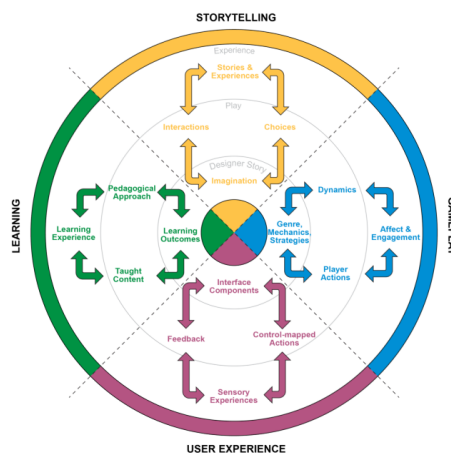 STORYTELLING
Experience
Stories &
Experiences
Play
Interactions
Choices
Designer Story
Imagination
LEARNING
Pedagogical
Approach
Learning
Experience
Learning
Outcomes
Taught
Content
Genre,
Mechanics,
Strategies
Dynamics
Affect &
Engagement
Player
Actions
Interface
Components
Feedback
Control-mapped
Actions
Sensory
Experiences
USER EXPERIENCE